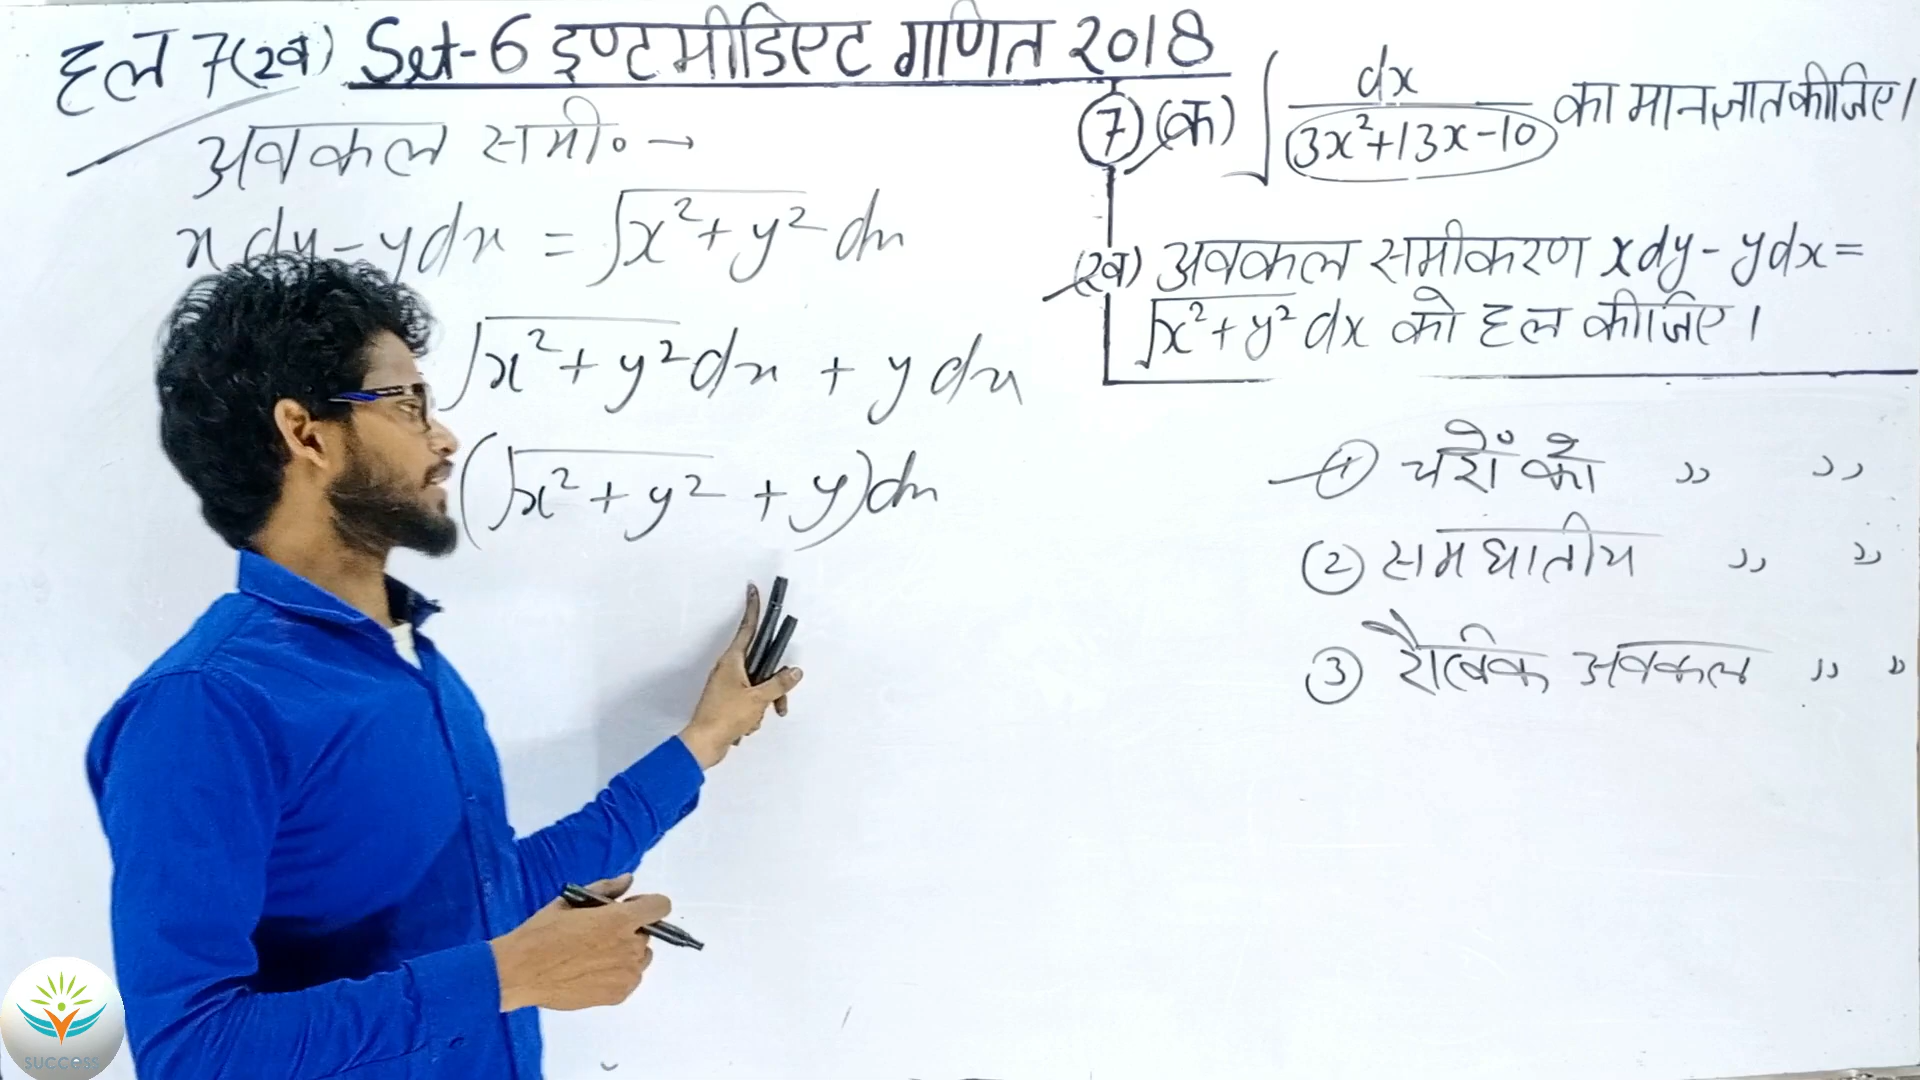 हल 7(ख) Set-6 इण्टमीडिएट गणित 2018
अवकल समी० →
x dy - y dx = √x²+y² dx
√x²+y² dx + y dx
(√x²+y² + y) dx
⑦ (क) ∫ dx / (3x²+13x-10) का मान ज्ञात कीजिए।
(ख) अवकल समीकरण x dy - y dx =
√x²+y² dx को हल कीजिए।
① चरों को ,, ,,
② समघातीय ,, ,,
③ रैखिक अवकल ,, ,,
SUCCESS